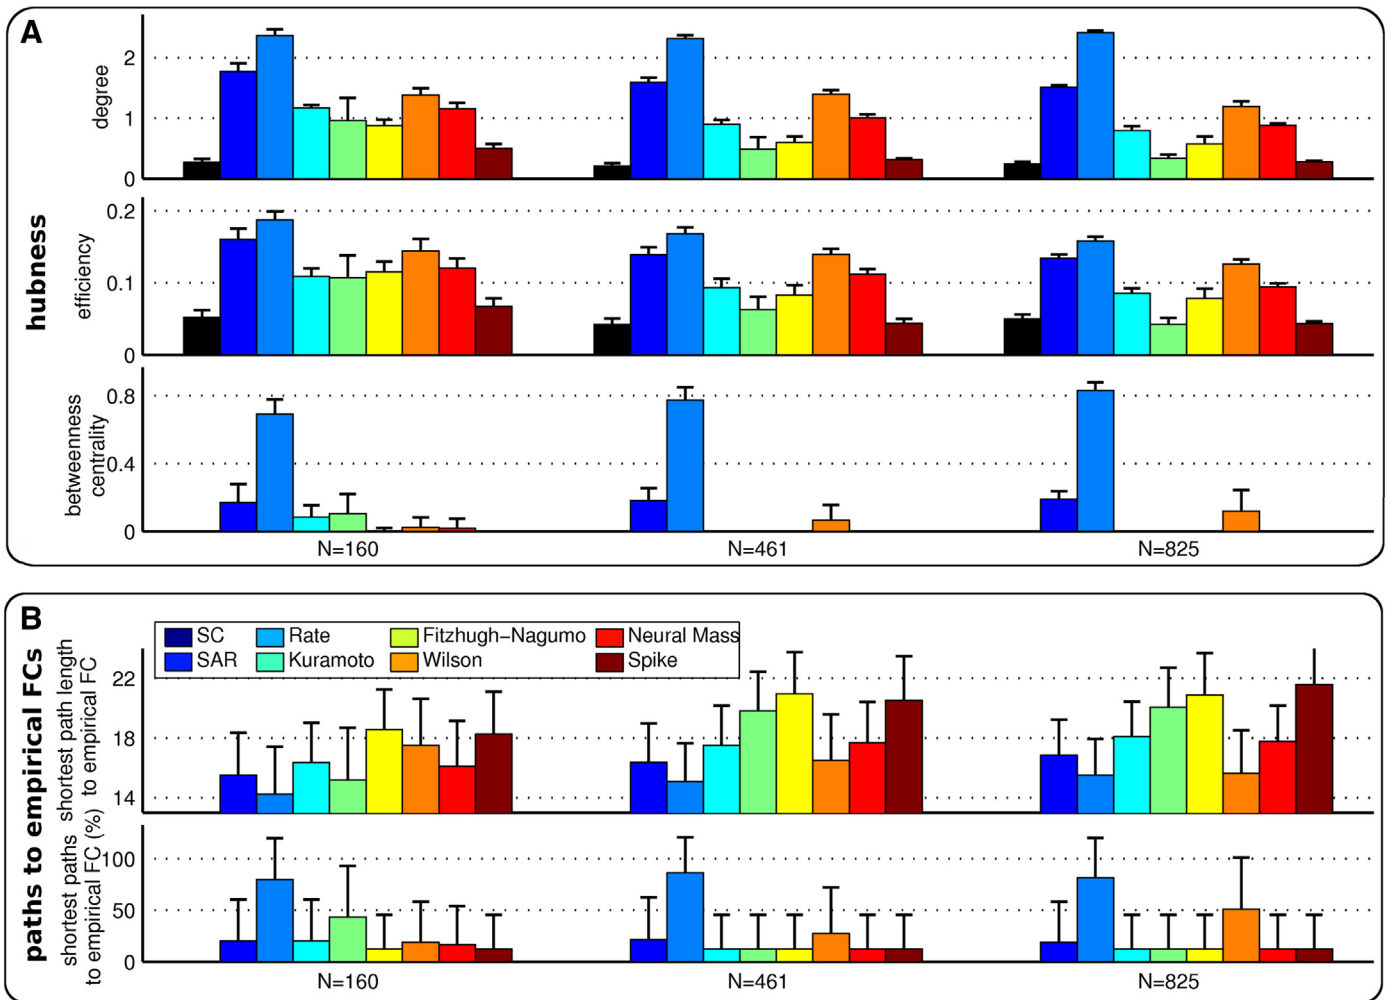 A
hubness
degree
2
1
0
efficiency
0.2
0.1
0
betweenness
centrality
0.8
0.4
0
N=160
N=461
N=825
B
paths to empirical FCs
SC
Rate
Fitzhugh−Nagumo
Neural Mass
SAR
Kuramoto
Wilson
Spike
shortest path length
to empirical FC
22
18
14
shortest paths
to empirical FC (%)
100
50
0
N=160
N=461
N=825